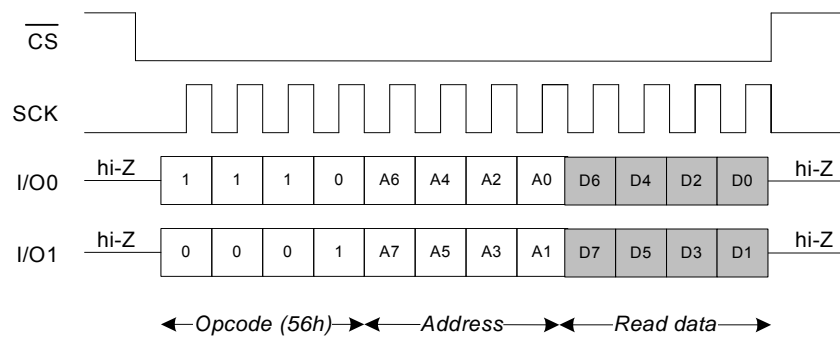 CS
SCK
I/O0 hi-Z 1 1 1 0 A6 A4 A2 A0 D6 D4 D2 D0 hi-Z
I/O1 hi-Z 0 0 0 1 A7 A5 A3 A1 D7 D5 D3 D1 hi-Z
Opcode (56h) Address Read data